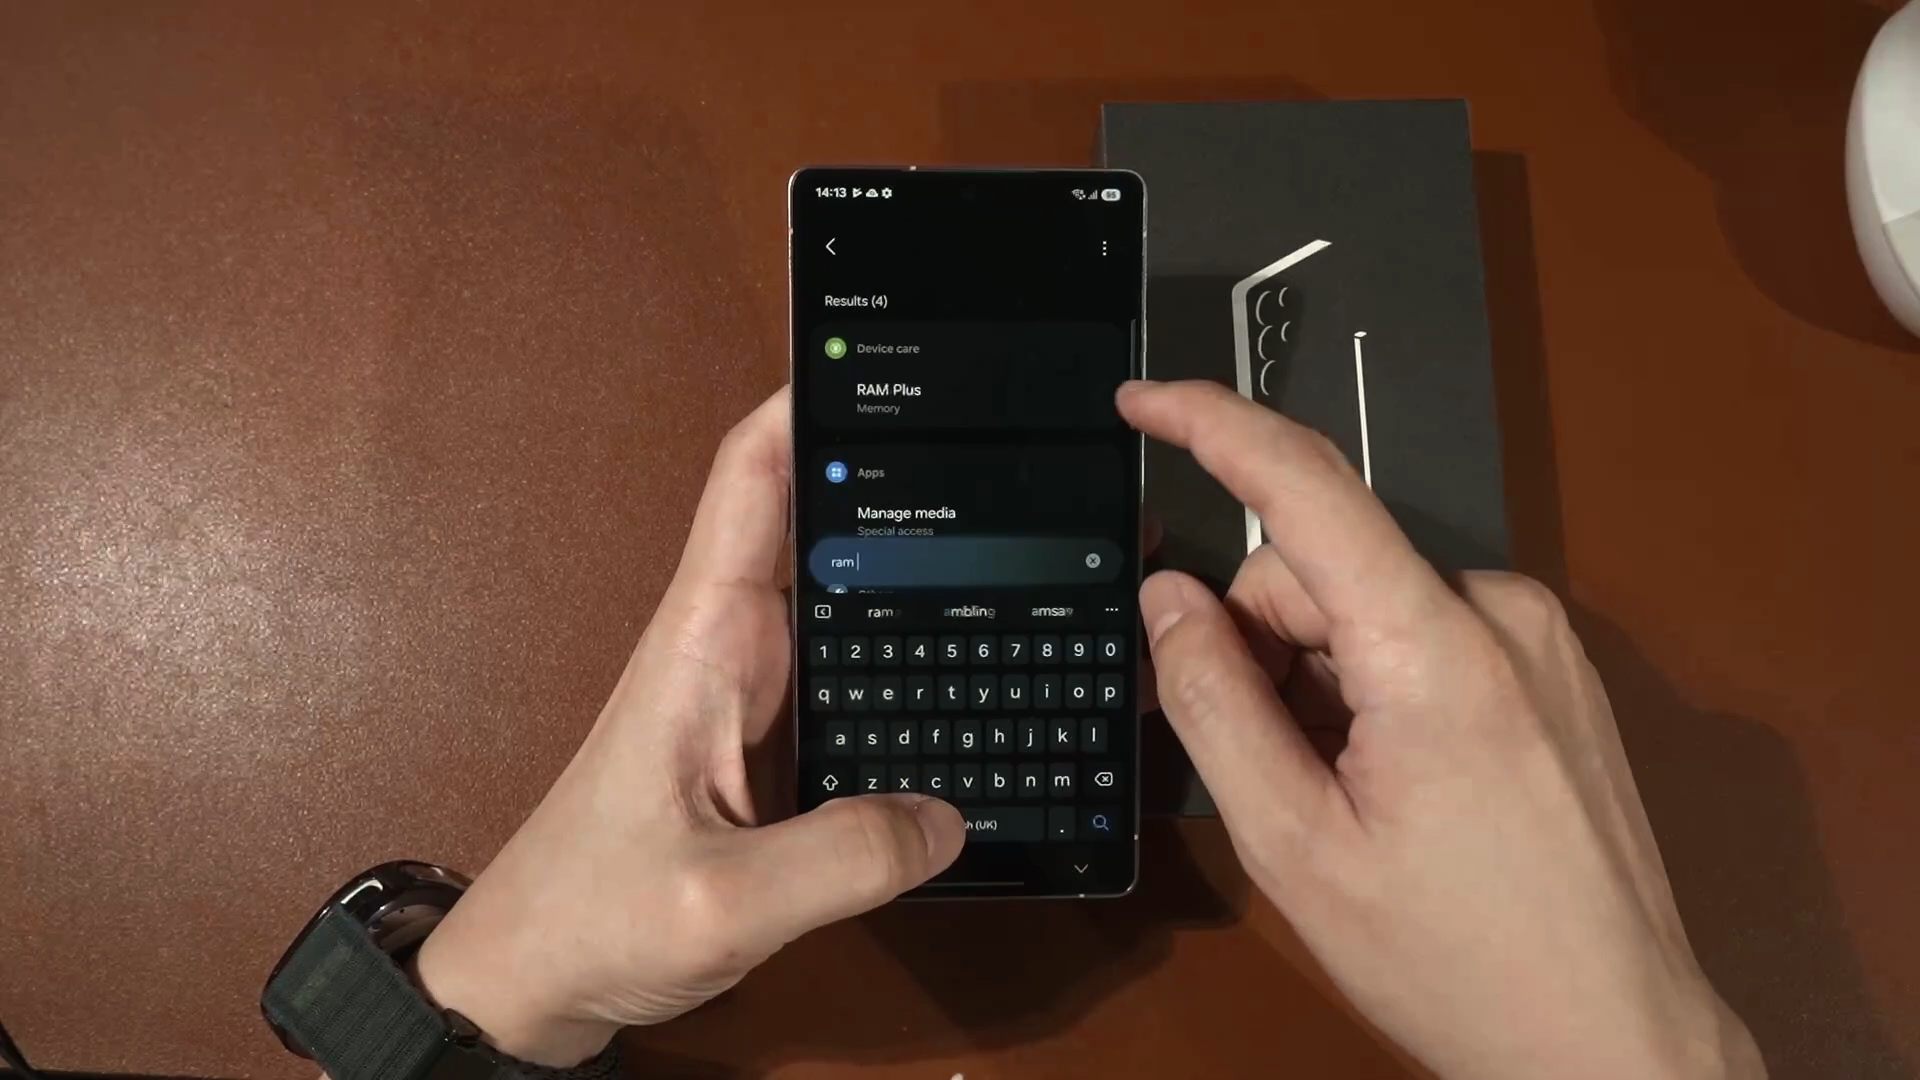 14:13
95
Results (4)
Device care
RAM Plus
Memory
Apps
Manage media
Special access
ram
ram ambling
1 2 3 4 5 6 7 8 9 0
q w e r t y u i o p
a s d f g h j k l
z x c v b n m
(UK) .